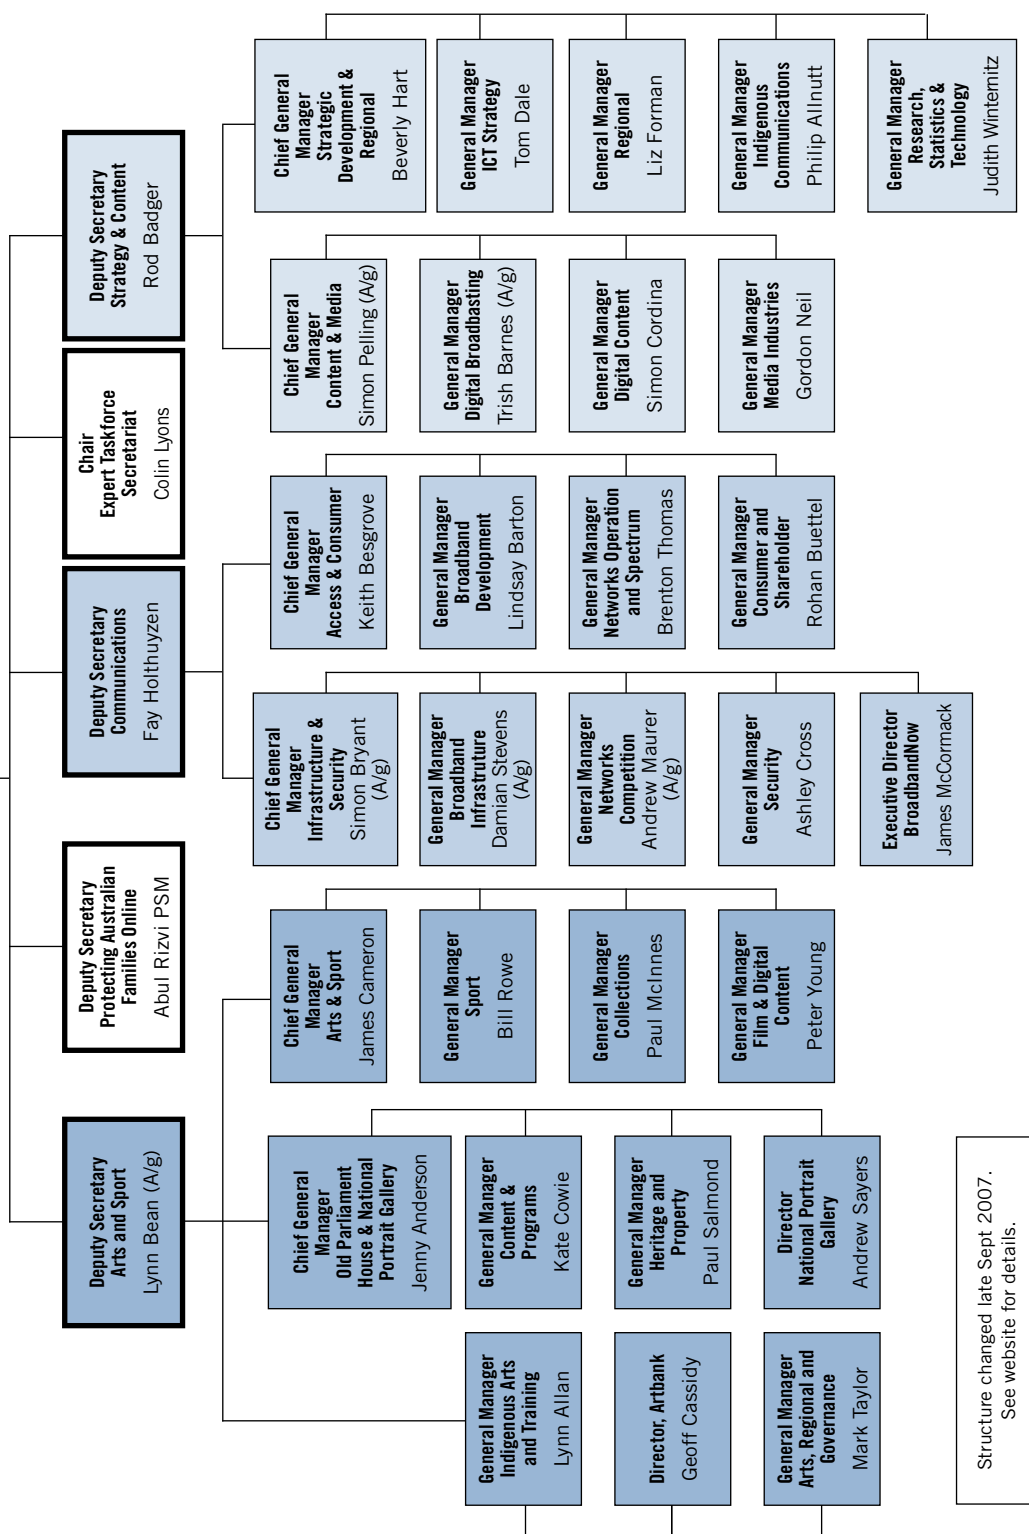 Deputy Secretary
Arts and Sport
Lynn Bean (A/g)
Deputy Secretary
Protecting Australian
Families Online
Abul Rizvi PSM
Deputy Secretary
Communications
Fay Holthuyzen
Chair
Expert Taskforce
Secretariat
Colin Lyons
Deputy Secretary
Strategy & Content
Rod Badger
General Manager
Indigenous Arts
and Training
Lynn Allan
Director, Artbank
Geoff Cassidy
General Manager
Arts, Regional and
Governance
Mark Taylor
Chief General
Manager
Old Parliament
House & National
Portrait Gallery
Jenny Anderson
General Manager
Content &
Programs
Kate Cowie
General Manager
Heritage and
Property
Paul Salmond
Director
National Portrait
Gallery
Andrew Sayers
Chief General
Manager
Arts & Sport
James Cameron
General Manager
Sport
Bill Rowe
General Manager
Collections
Paul McInnes
General Manager
Film & Digital
Content
Peter Young
Chief General
Manager
Infrastructure &
Security
Simon Bryant
(A/g)
General Manager
Broadband
Infrastruture
Damian Stevens
(A/g)
General Manager
Networks
Competition
Andrew Maurer
(A/g)
General Manager
Security
Ashley Cross
Executive Director
BroadbandNow
James McCormack
Chief General
Manager
Access & Consumer
Keith Besgrove
General Manager
Broadband
Development
Lindsay Barton
General Manager
Networks Operation
and Spectrum
Brenton Thomas
General Manager
Consumer and
Shareholder
Rohan Buettel
Chief General
Manager
Content & Media
Simon Pelling (A/g)
General Manager
Digital Broadbasting
Trish Barnes (A/g)
General Manager
Digital Content
Simon Cordina
General Manager
Media Industries
Gordon Neil
Chief General
Manager
Strategic
Development &
Regional
Beverly Hart
General Manager
ICT Strategy
Tom Dale
General Manager
Regional
Liz Forman
General Manager
Indigenous
Communications
Philip Allnutt
General Manager
Research,
Statistics &
Technology
Judith Winternitz
Structure changed late Sept 2007.
See website for details.